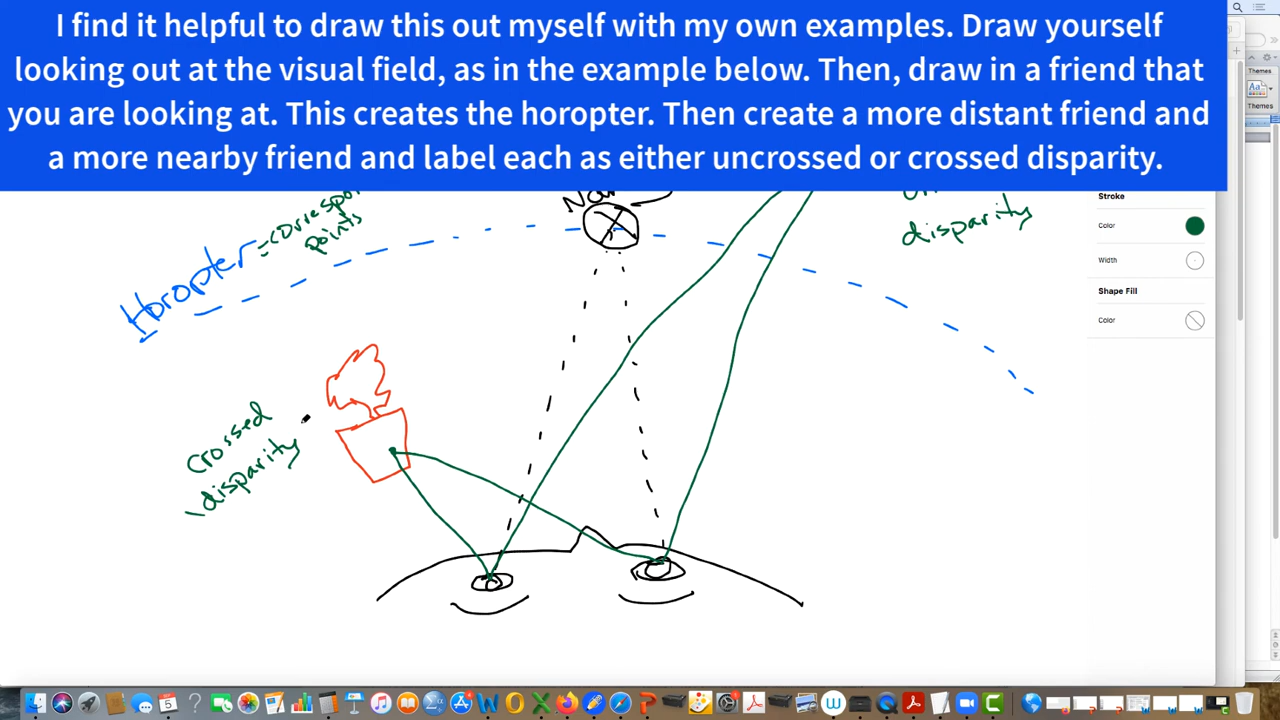 I find it helpful to draw this out myself with my own examples. Draw yourself
looking out at the visual field, as in the example below. Then, draw in a friend that
you are looking at. This creates the horopter. Then create a more distant friend and
a more nearby friend and label each as either uncrossed or crossed disparity.
Themes
Aa
Themes
Stroke
Color
Width
Shape Fill
Color
disparity
Horopter
=correspo
points
crossed
disparity